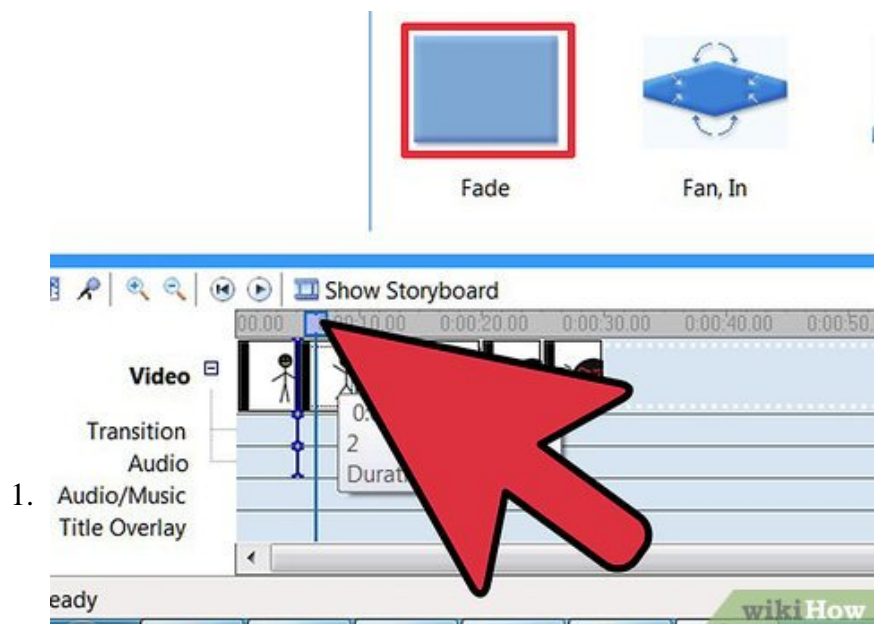 Fade
Fan, In
Show Storyboard
00.00 0:00:20.00 0:00:30.00 0:00:40.00
Video
Transition
Audio
1.
Audio/Music
Title Overlay
2
eady
wikiHow